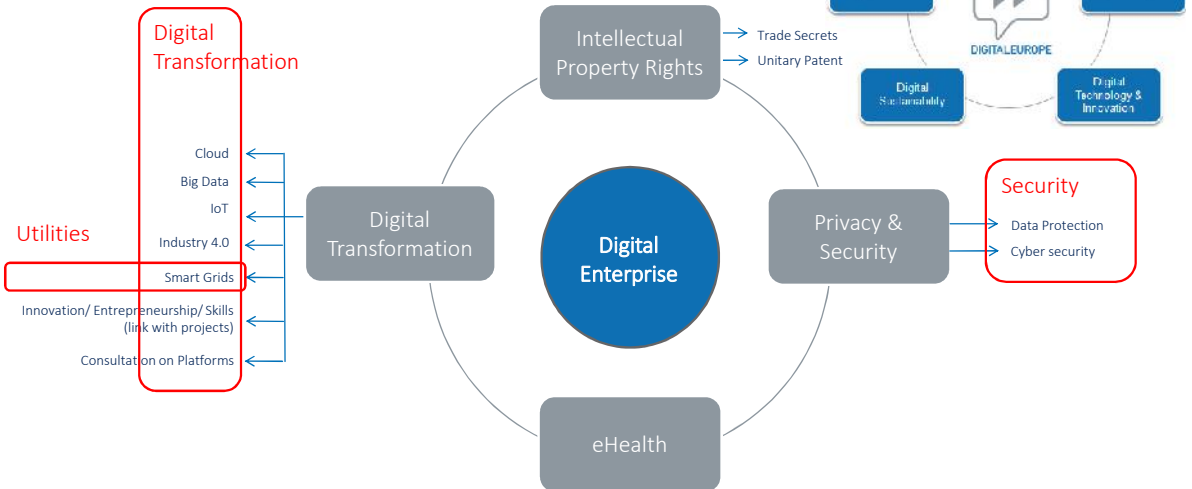 Digital
Transformation
Intellectual
Property Rights
Trade Secrets
Unitary Patent
DIGITALEUROPE
Digital
Sustainability
Digital
Technology &
Innovation
Cloud
Big Data
IoT
Industry 4.0
Utilities
Smart Grids
Innovation/ Entrepreneurship/ Skills
(link with projects)
Consultation on Platforms
Digital
Transformation
Digital
Enterprise
Privacy &
Security
Security
Data Protection
Cyber security
eHealth